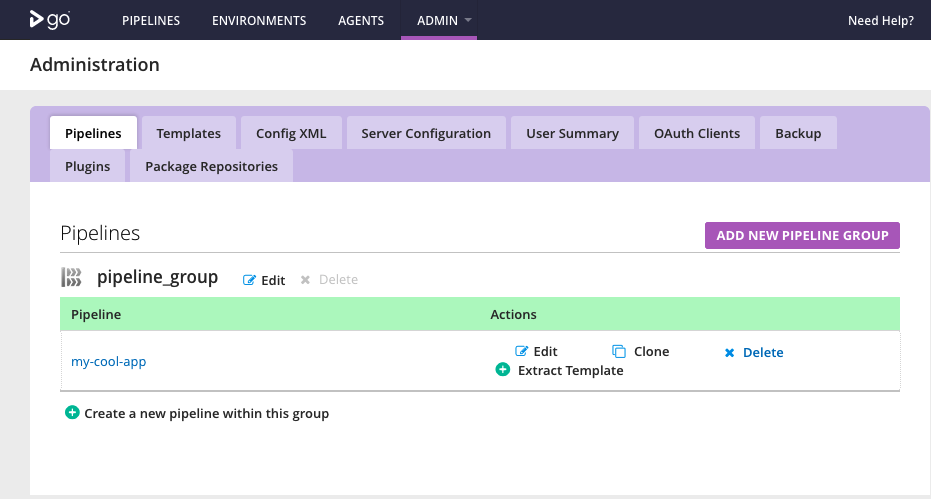 go PIPELINES ENVIRONMENTS AGENTS ADMIN Need Help?
Administration
Pipelines Templates Config XML Server Configuration User Summary OAuth Clients Backup
Plugins Package Repositories
Pipelines ADD NEW PIPELINE GROUP
pipeline_group Edit Delete
Pipeline Actions
my-cool-app Edit Clone Delete
Extract Template
Create a new pipeline within this group